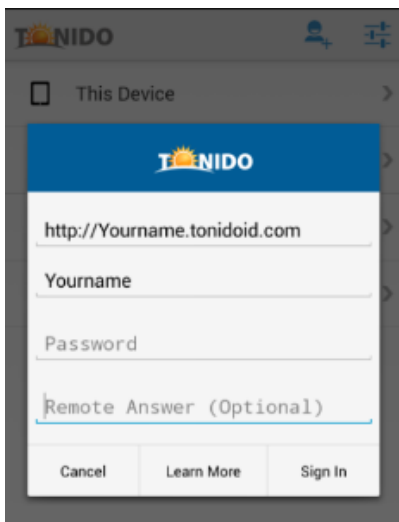 TONIDO
This Device
TONIDO
http://Yourname.tonidoid.com
Yourname
Password
Remote Answer (Optional)
Cancel Learn More Sign In